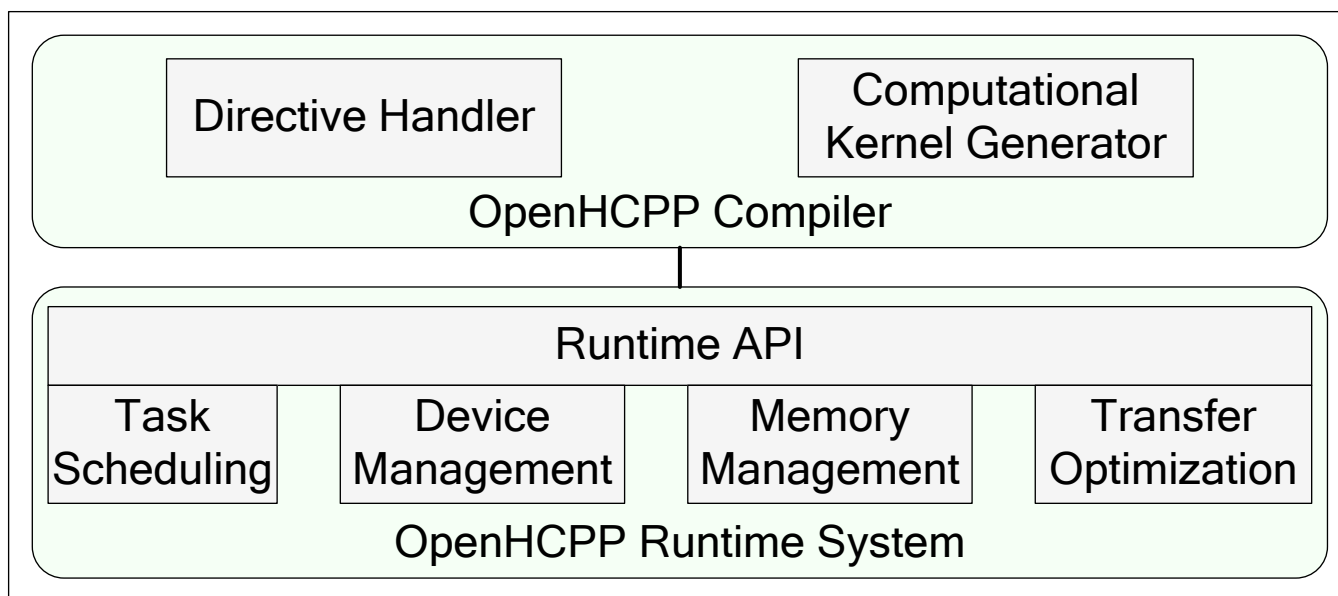 Directive Handler
Computational
Kernel Generator
OpenHCPP Compiler
Runtime API
Task
Scheduling
Device
Management
Memory
Management
Transfer
Optimization
OpenHCPP Runtime System